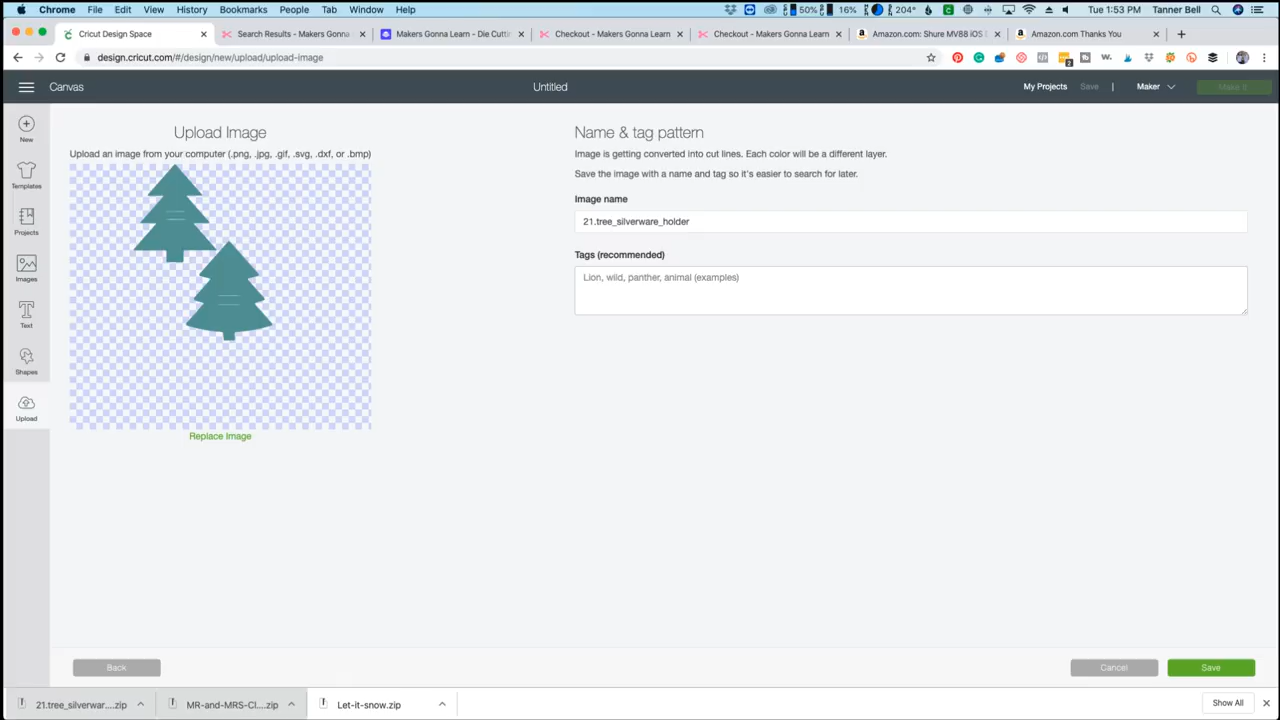 Chrome File Edit View History Bookmarks People Tab Window Help 50% 16% 204° Tue 1:53 PM Tanner Bell
Cricut Design Space Search Results - Makers Gonna Makers Gonna Learn - Die Cuttin Checkout - Makers Gonna Learn Checkout - Makers Gonna Learn Amazon.com: Shure MV88 iOS D Amazon.com Thanks You
design.cricut.com/#/design/new/upload/upload-image
Canvas Untitled My Projects Save | Maker Make It
New
Templates
Projects
Images
Text
Shapes
Upload
Upload Image
Upload an image from your computer (.png, .jpg, .gif, .svg, .dxf, or .bmp)
Replace Image
Name & tag pattern
Image is getting converted into cut lines. Each color will be a different layer.
Save the image with a name and tag so it's easier to search for later.
Image name
21.tree_silverware_holder
Tags (recommended)
Lion, wild, panther, animal (examples)
Back Cancel Save
21.tree_silverwar....zip MR-and-MRS-Cl....zip Let-it-snow.zip Show All